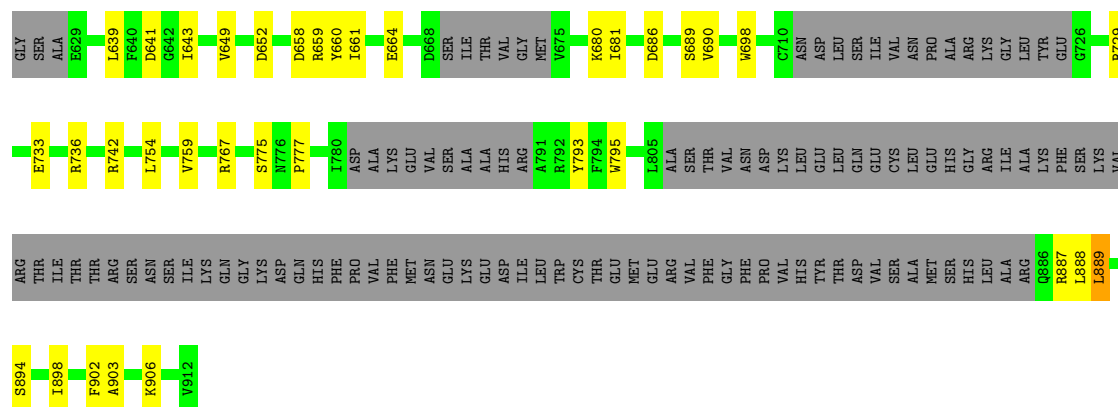 GLY SER ALA E629 L639 F640 D641 G642 I643 V649 D652 D658 R659 Y660 I661 E664 D668 SER ILE THR VAL GLY MET V675 K680 I681 D686 S689 V690 W698 C710 ASN ASP LEU SER ILE VAL ASN PRO ALA ARG LYS GLY LEU TYR GLU G726
E733 R736 R742 L754 V759 R767 S775 N776 P777 I780 ASP ALA LYS GLU VAL SER ALA ALA HIS ARG A791 R792 Y793 F794 W795 L805 ALA SER THR VAL ASN ASP LYS LEU GLU LEU GLN GLU CYS LEU GLU HIS GLY ARG ILE ALA LYS PHE SER LYS VAL
ARG THR ILE THR THR ARG SER ASN SER ILE LYS GLN GLY LYS ASP GLN HIS PHE PRO VAL PHE MET ASN GLU LYS GLU ASP ILE LEU TRP CYS THR GLU MET GLU ARG VAL PHE GLY PHE PRO VAL HIS TYR THR ASP VAL SER ALA MET SER HIS LEU ALA ARG Q886 R887 L888 L889
S894 I898 F902 A903 K906 V912